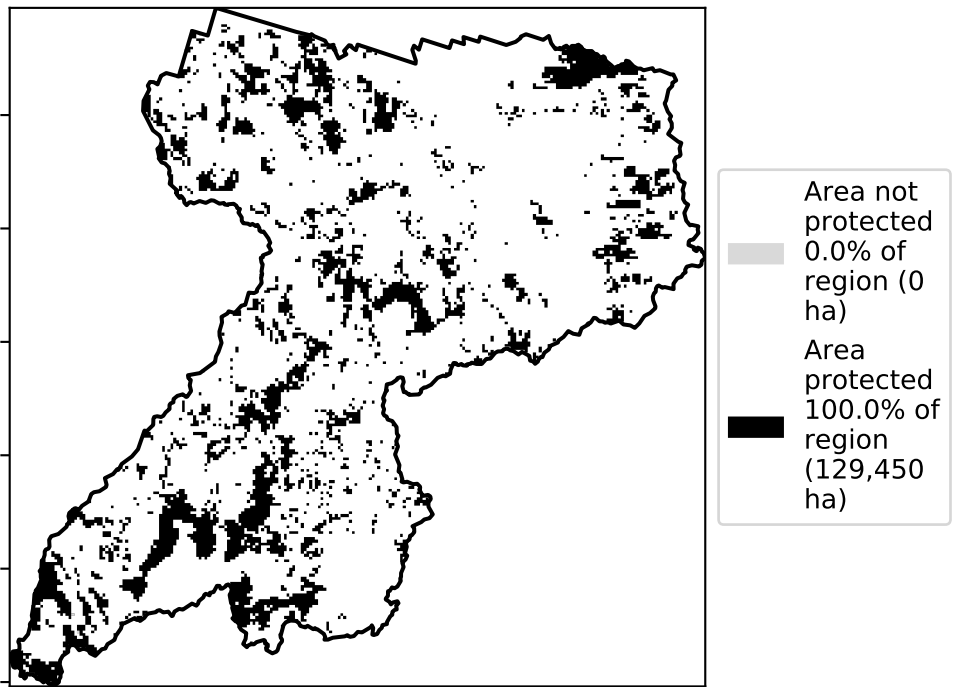 Area not
protected
0.0% of
region (0
ha)
Area
protected
100.0% of
region
(129,450
ha)